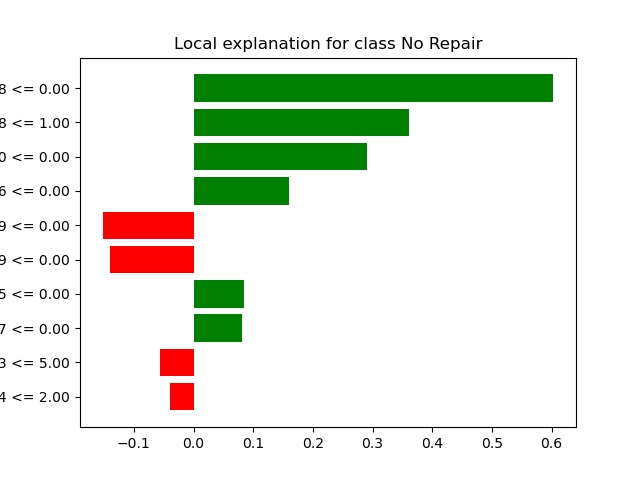 Local explanation for class No Repair
8 <= 0.00
8 <= 1.00
0 <= 0.00
6 <= 0.00
9 <= 0.00
9 <= 0.00
5 <= 0.00
7 <= 0.00
3 <= 5.00
4 <= 2.00
−0.1 0.0 0.1 0.2 0.3 0.4 0.5 0.6